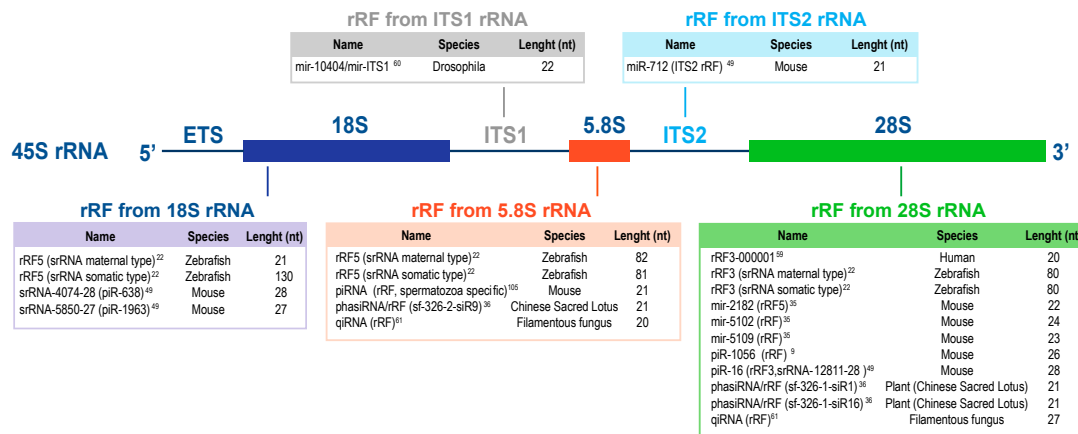 rRF from ITS1 rRNA
Name Species Lenght (nt)
mir-10404/mir-ITS1 60 Drosophila 22
rRF from ITS2 rRNA
Name Species Lenght (nt)
miR-712 (ITS2 rRF) 49 Mouse 21
45S rRNA 5’ ETS 18S ITS1 5.8S ITS2 28S 3’
rRF from 18S rRNA
Name Species Lenght (nt)
rRF5 (srRNA maternal type)22 Zebrafish 21
rRF5 (srRNA somatic type)22 Zebrafish 130
srRNA-4074-28 (piR-638)49 Mouse 28
srRNA-5850-27 (piR-1963)49 Mouse 27
rRF from 5.8S rRNA
Name Species Lenght (nt)
rRF5 (srRNA maternal type)22 Zebrafish 82
rRF5 (srRNA somatic type)22 Zebrafish 81
piRNA (rRF, spermatozoa specific)105 Mouse 21
phasiRNA/rRF (sf-326-2-siR9)36 Chinese Sacred Lotus 21
qiRNA (rRF)61 Filamentous fungus 20
rRF from 28S rRNA
Name Species Lenght (nt)
rRF3-00000159 Human 20
rRF3 (srRNA maternal type)22 Zebrafish 80
rRF3 (srRNA somatic type)22 Zebrafish 80
mir-2182 (rRF5)35 Mouse 22
mir-5102 (rRF)35 Mouse 24
mir-5109 (rRF)35 Mouse 23
piR-1056 (rRF) 9 Mouse 26
piR-16 (rRF3,srRNA-12811-28 )49 Mouse 28
phasiRNA/rRF (sf-326-1-siR1)36 Plant (Chinese Sacred Lotus) 21
phasiRNA/rRF (sf-326-1-siR16)36 Plant (Chinese Sacred Lotus) 21
qiRNA (rRF)61 Filamentous fungus 27